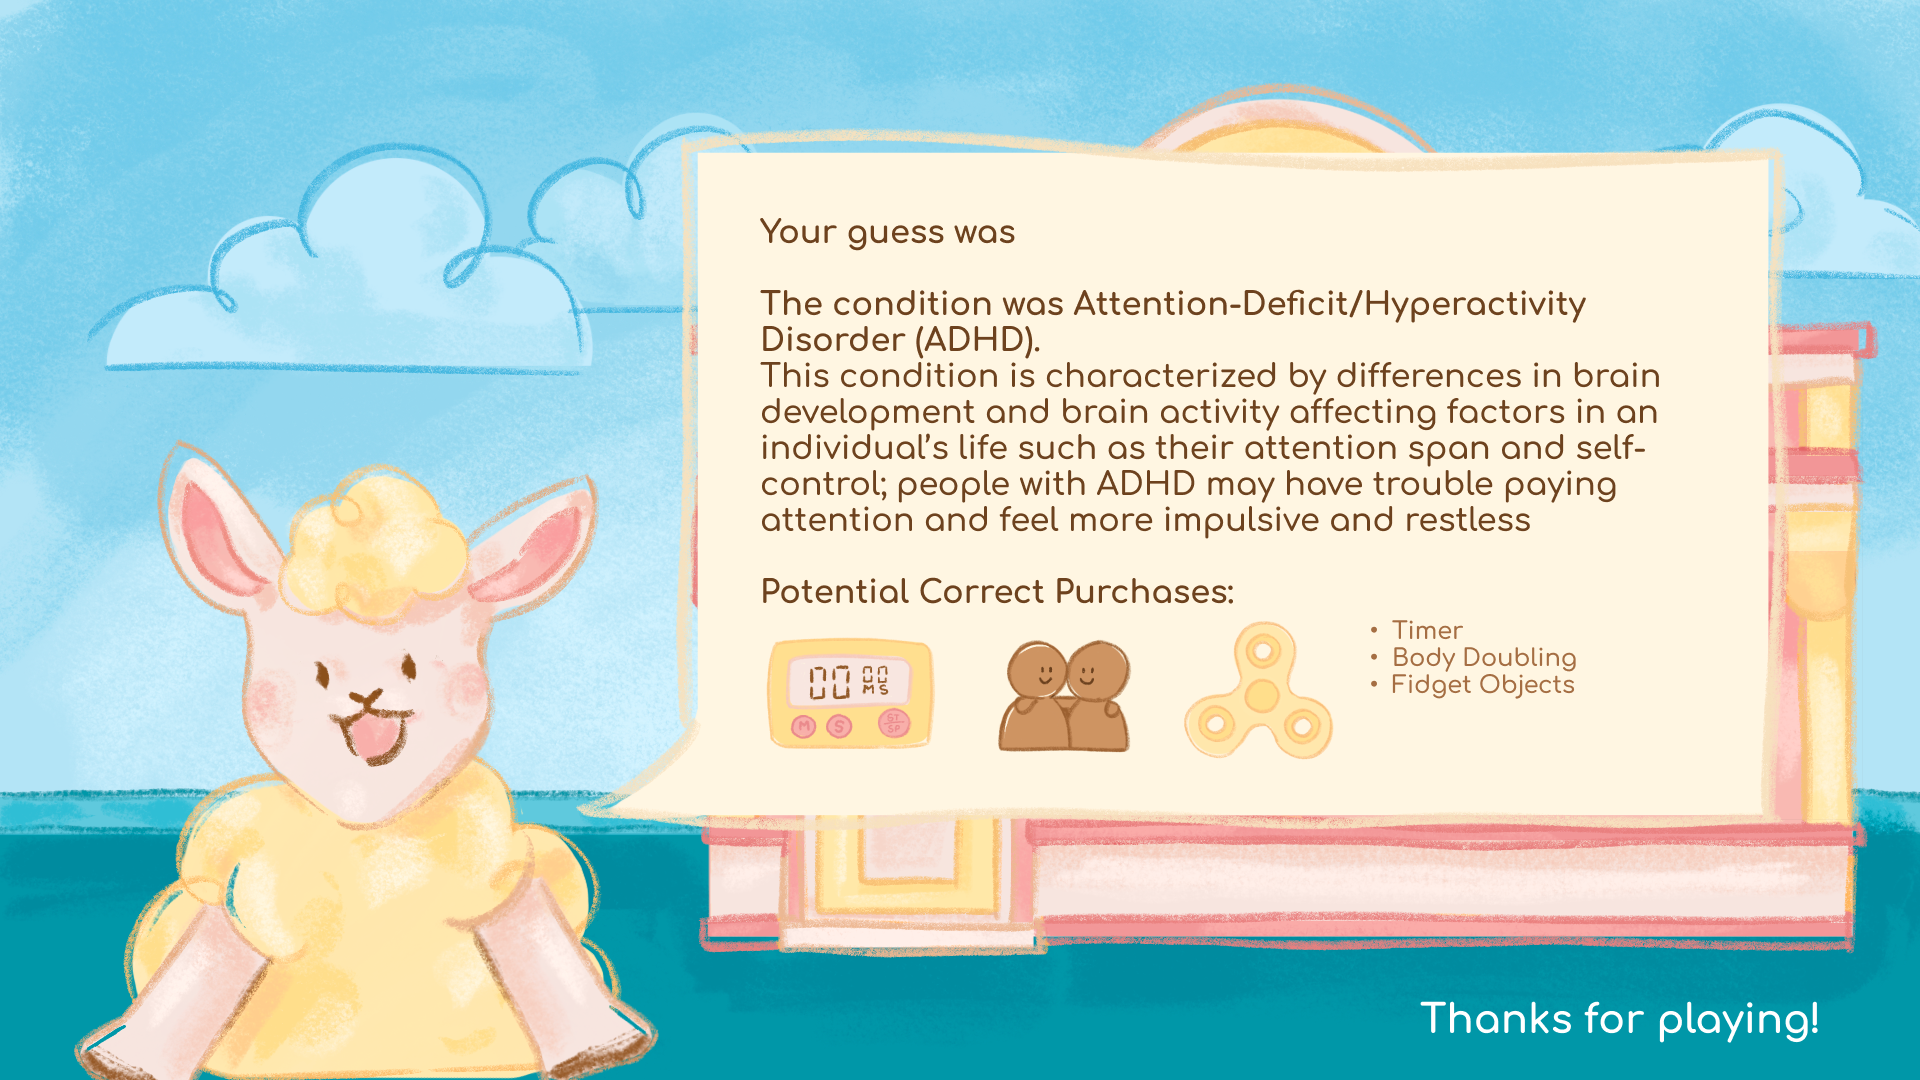 Your guess was
The condition was Attention-Deficit/Hyperactivity
Disorder (ADHD).
This condition is characterized by differences in brain
development and brain activity affecting factors in an
individual’s life such as their attention span and self-
control; people with ADHD may have trouble paying
attention and feel more impulsive and restless
Potential Correct Purchases:
00 00
M S
M S ST
SP
• Timer
• Body Doubling
• Fidget Objects
Thanks for playing!